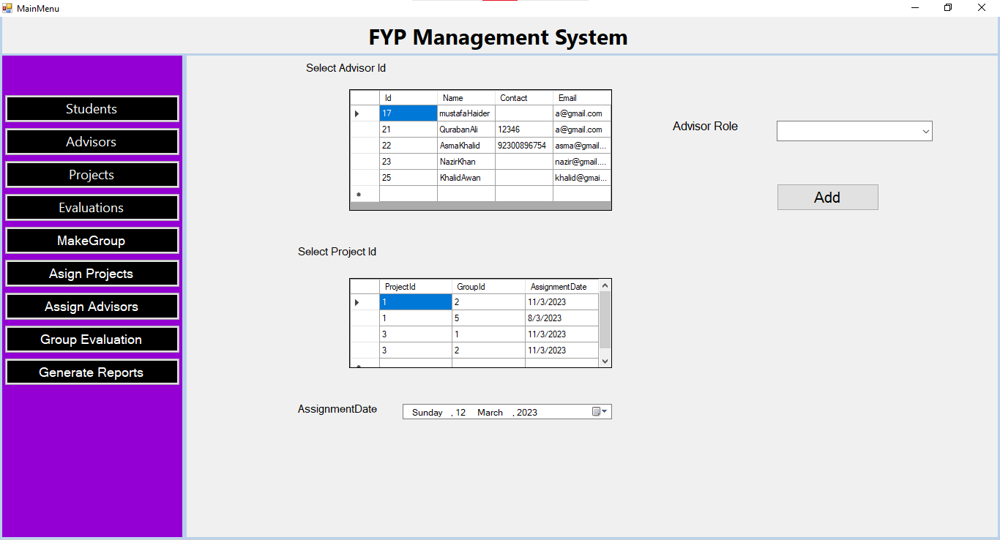 MainMenu
FYP Management System
Students
Advisors
Projects
Evaluations
MakeGroup
Asign Projects
Assign Advisors
Group Evaluation
Generate Reports
Select Advisor Id
Id Name Contact Email
17 mustafaHaider a@gmail.com
21 QurabanAli 12346 a@gmail.com
22 AsmaKhalid 92300896754 asma@gmail...
23 NazirKhan nazir@gmail....
25 KhalidAwan khalid@gmai...
Advisor Role
Add
Select Project Id
ProjectId GroupId AssignmentDate
1 2 11/3/2023
1 5 8/3/2023
3 1 11/3/2023
3 2 11/3/2023
AssignmentDate Sunday , 12 March , 2023